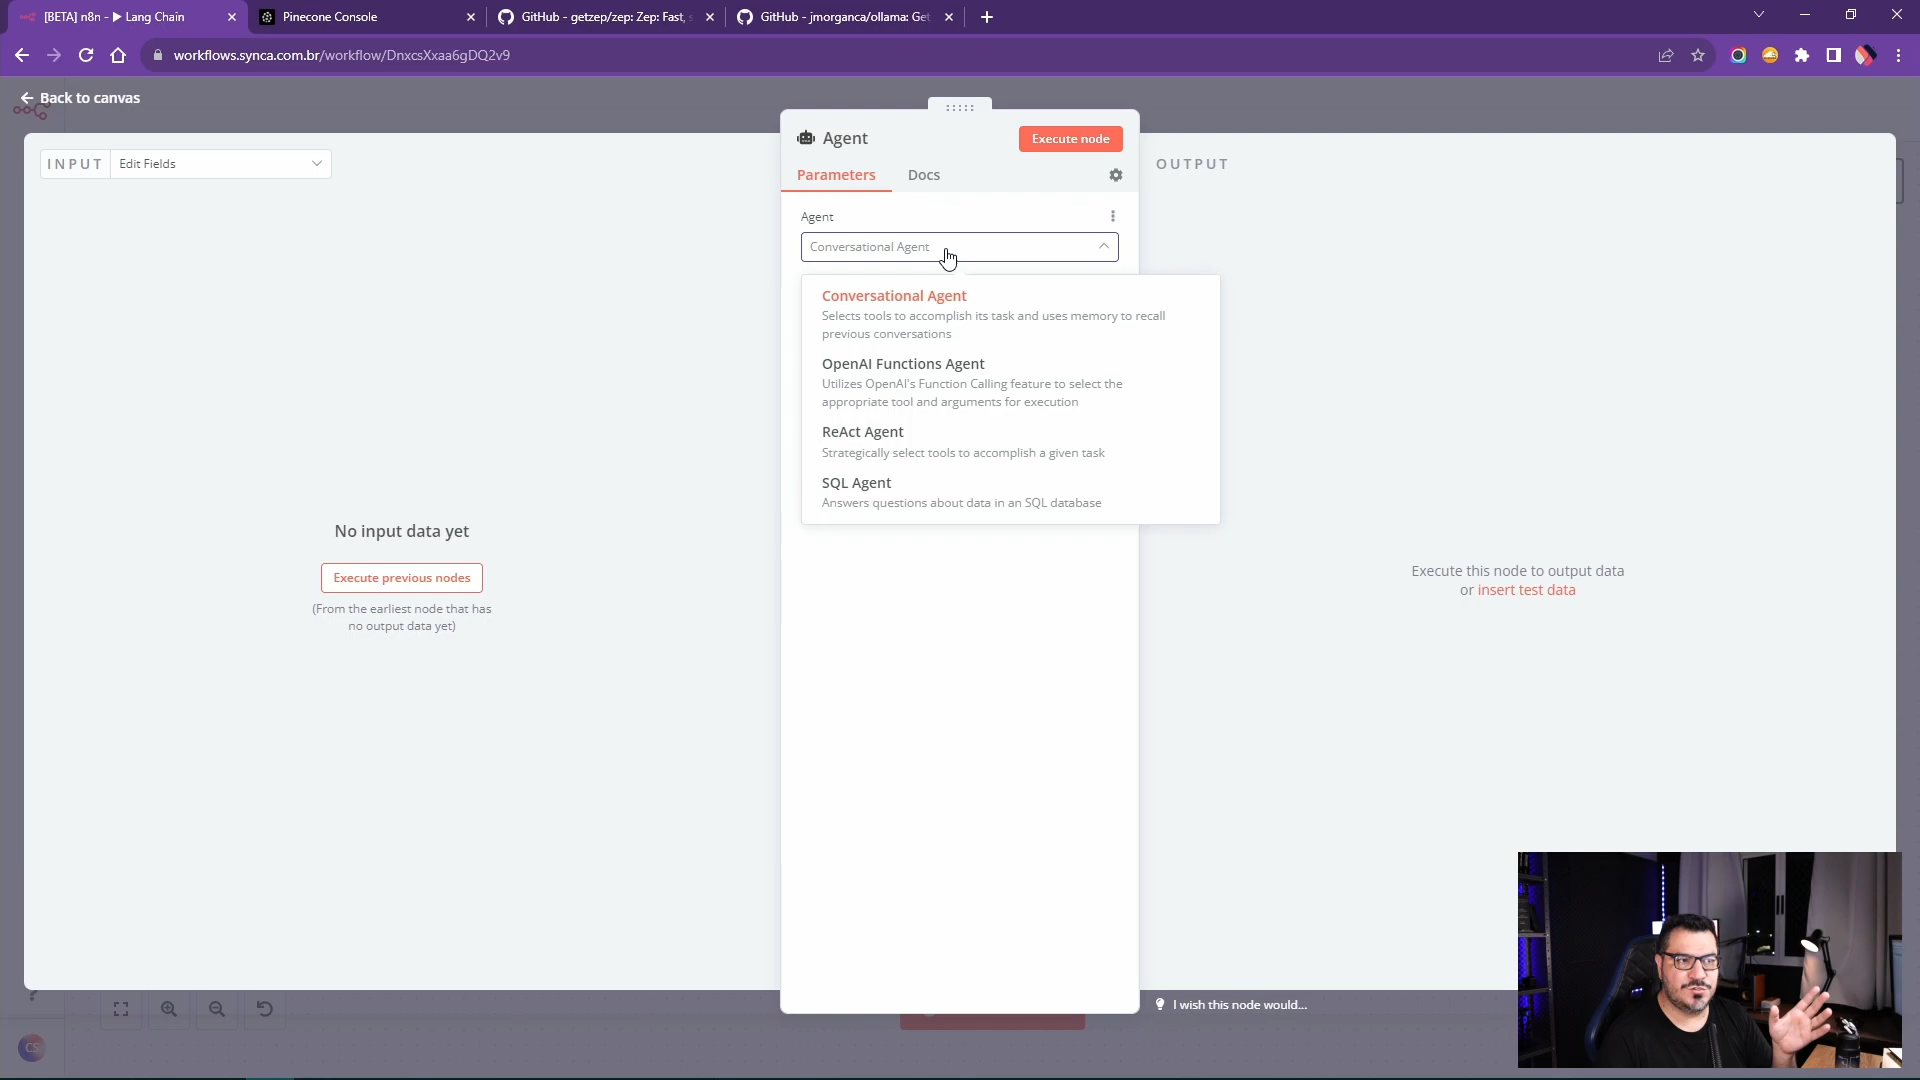 [BETA] n8n - ▶ Lang Chain
Pinecone Console
GitHub - getzep/zep: Zep: Fast,
GitHub - jmorganca/ollama: Get
workflows.synca.com.br/workflow/DnxcsXxaa6gDQ2v9
Back to canvas
INPUT
Edit Fields
Agent
Execute node
OUTPUT
Parameters
Docs
Agent
Conversational Agent
Conversational Agent
Selects tools to accomplish its task and uses memory to recall
previous conversations
OpenAI Functions Agent
Utilizes OpenAI's Function Calling feature to select the
appropriate tool and arguments for execution
ReAct Agent
Strategically select tools to accomplish a given task
SQL Agent
Answers questions about data in an SQL database
No input data yet
Execute previous nodes
(From the earliest node that has
no output data yet)
Execute this node to output data
or insert test data
I wish this node would...
CS